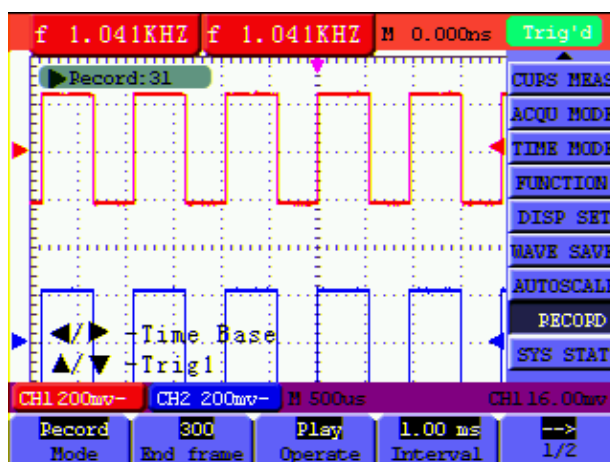 f 1.041KHZ f 1.041KHZ M 0.000ns Trig'd
Record:31
CURS MEAS
ACQU MODE
TIME MODE
FUNCTION
DISP SET
WAVE SAVE
AUTOSCALE
RECORD
SYS STAT
◀/▶ -Time Base
▲/▼ -Trig1
CH1 200mv- CH2 200mv- M 500us CH1 16.00mv
Record 300 Play 1.00 ms -->
Mode End frame Operate Interval 1/2